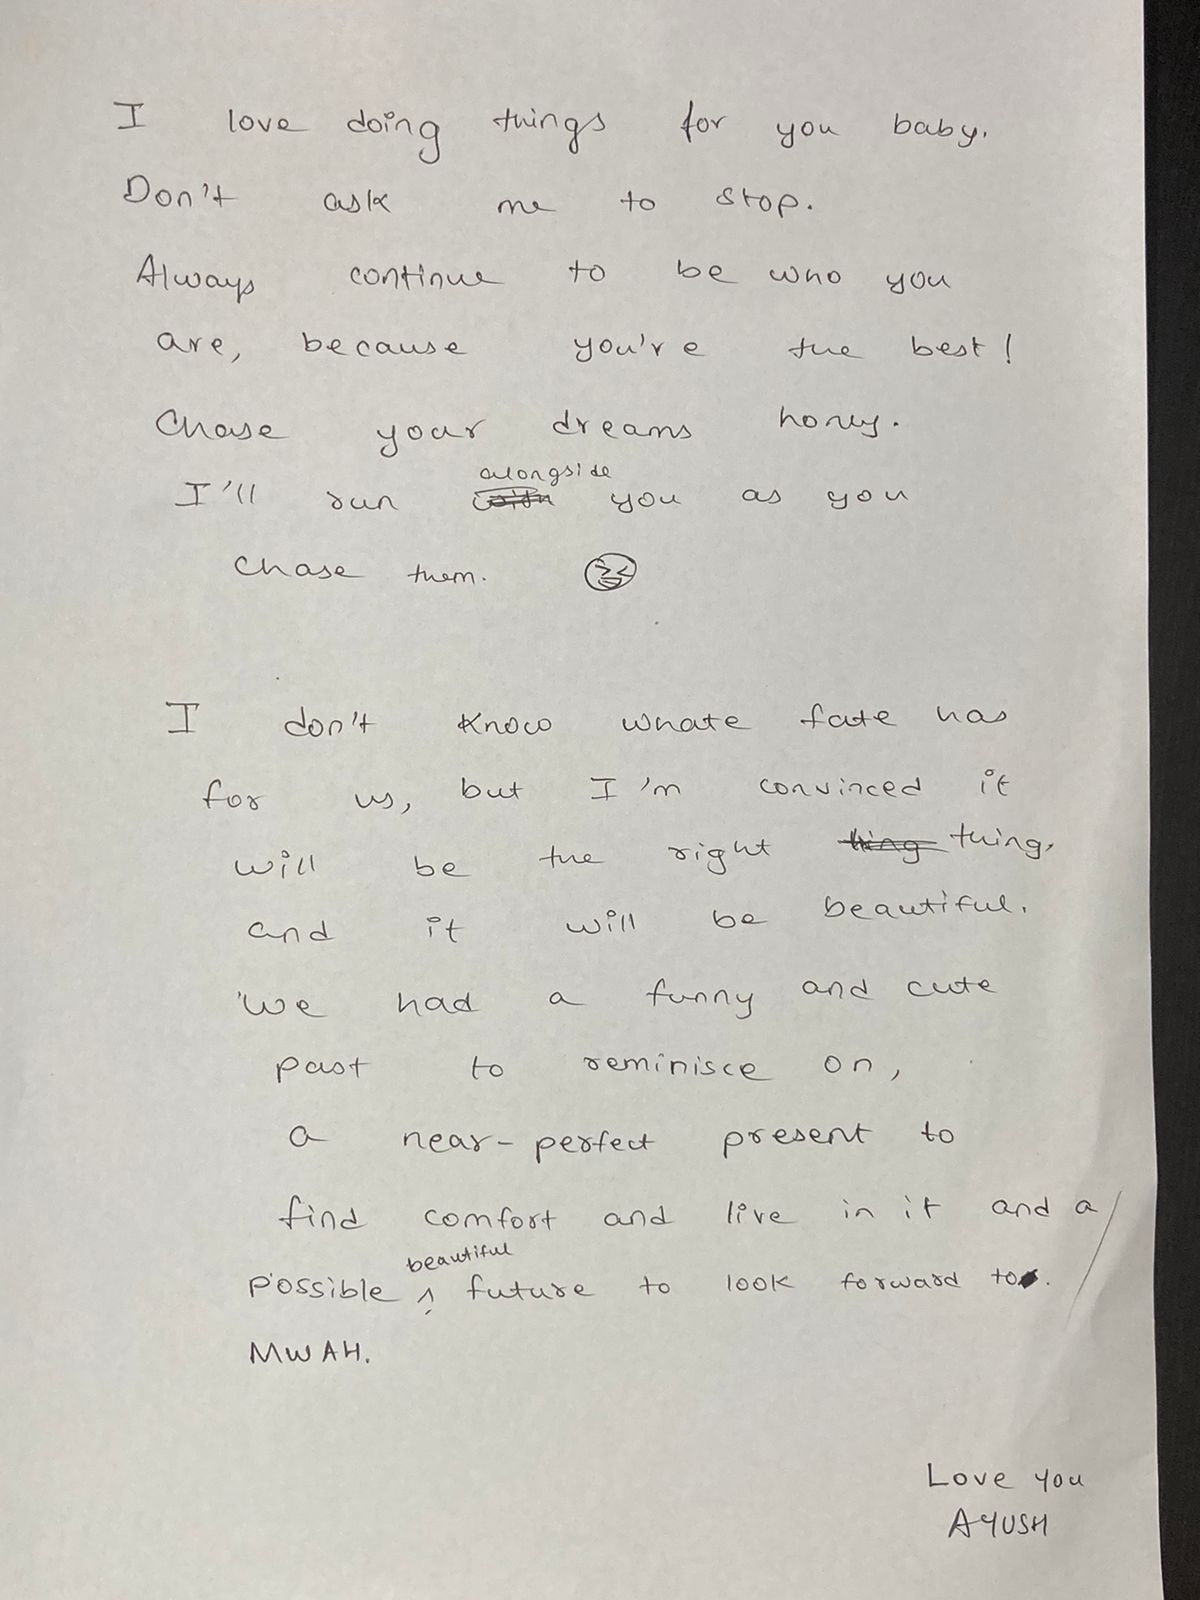 I love doing things for you baby.
Don't ask me to stop.
Always continue to be who you
are, because you're the best!
Chase your dreams honey.
I'll run alongside you as you
chase them.
I don't know whate fate has
for us, but I'm convinced it
will be the right thing thing,
and it will be beautiful.
We had a funny and cute
past to reminisce on,
a near-perfect present to
find comfort and live in it and a
possible beautiful future to look forward to.
MWAH.
Love you
AYUSH